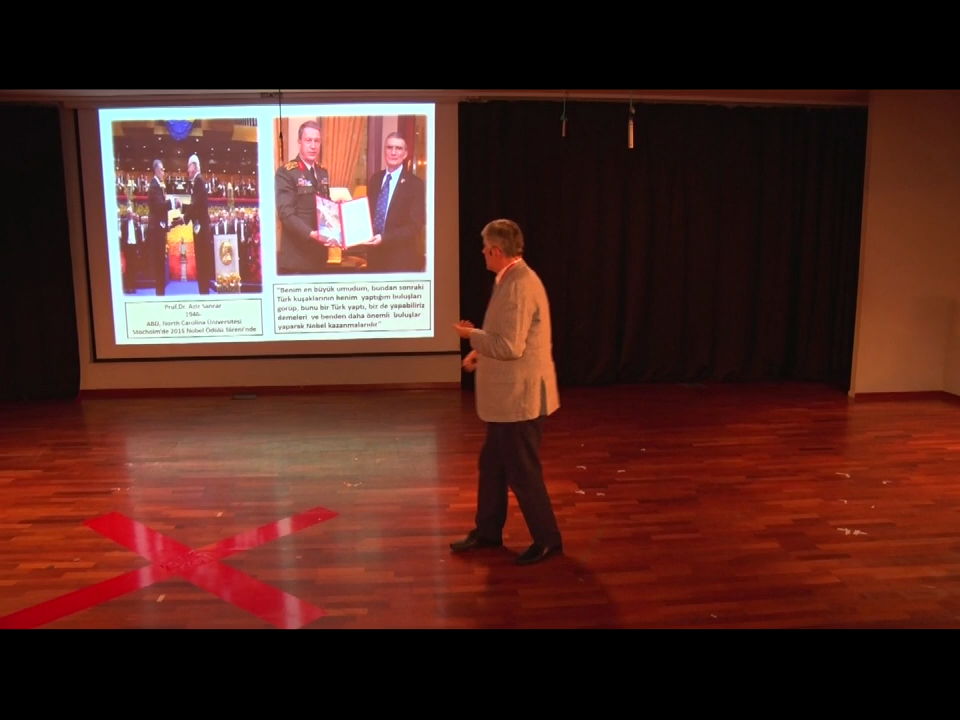 Prof.Dr. Aziz Sancar
1946-
ABD, North Carolina Üniversitesi
Stockholm'de 2015 Nobel Ödülü Töreni'nde
"Benim en büyük umudum, bundan sonraki
Türk kuşaklarının benim yaptığım buluşları
görüp, bunu bir Türk yaptı, biz de yapabiliriz
demeleri ve benden daha önemli buluşlar
yaparak Nobel kazanmalarıdır"